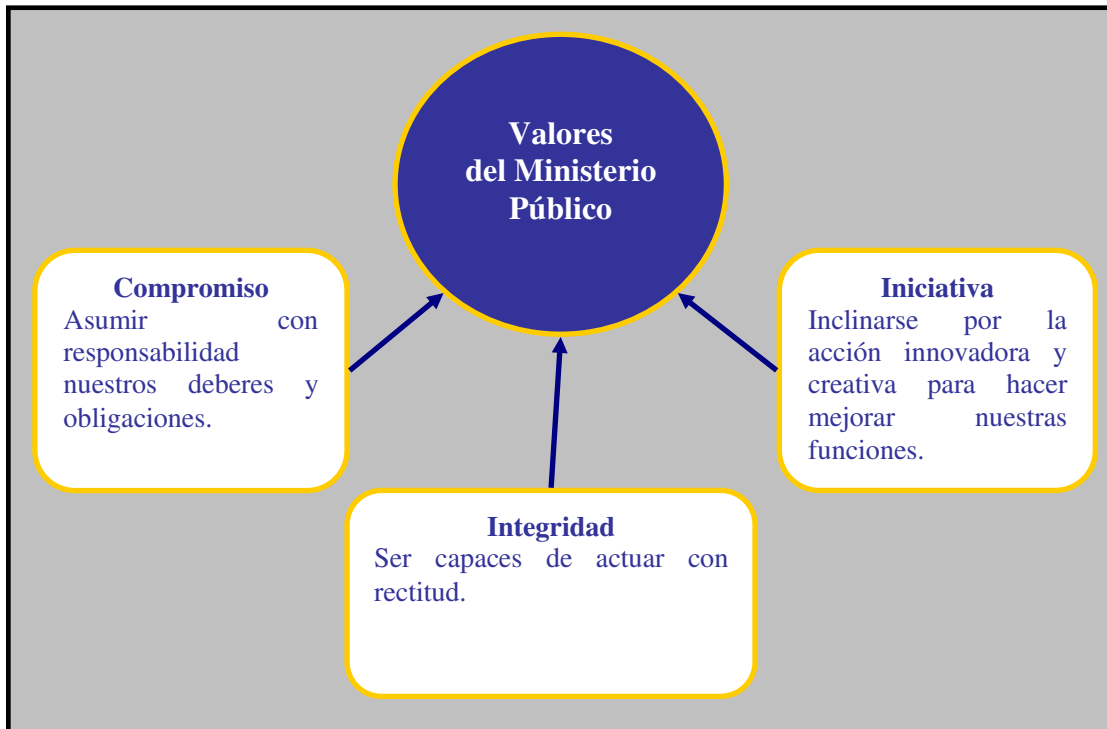 Valores
del Ministerio
Público
Compromiso
Asumir con
responsabilidad
nuestros deberes y
obligaciones.
Iniciativa
Inclinarse por la
acción innovadora y
creativa para hacer
mejorar nuestras
funciones.
Integridad
Ser capaces de actuar con
rectitud.